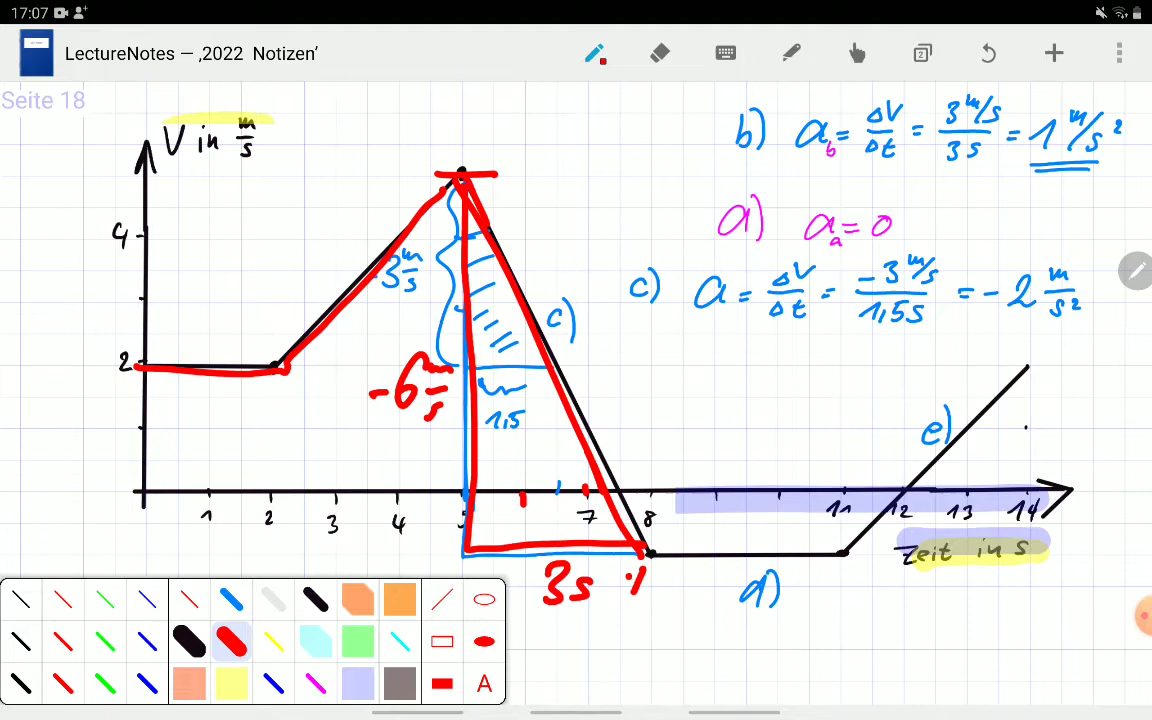 17:07
LectureNotes — ‚2022 Notizen’
2
Seite 18
V in m/s
b) a_b = ΔV/Δt = 3 m/s / 3 s = 1 m/s²
a) a_a = 0
4
3 m/s
c) a = ΔV/Δt = -3 m/s / 1,5 s = -2 m/s²
c)
2
-6 m/s
1,5
e)
1 2 3 4 5 7 8 11 12 13 14
Zeit in s
3s
d)
A